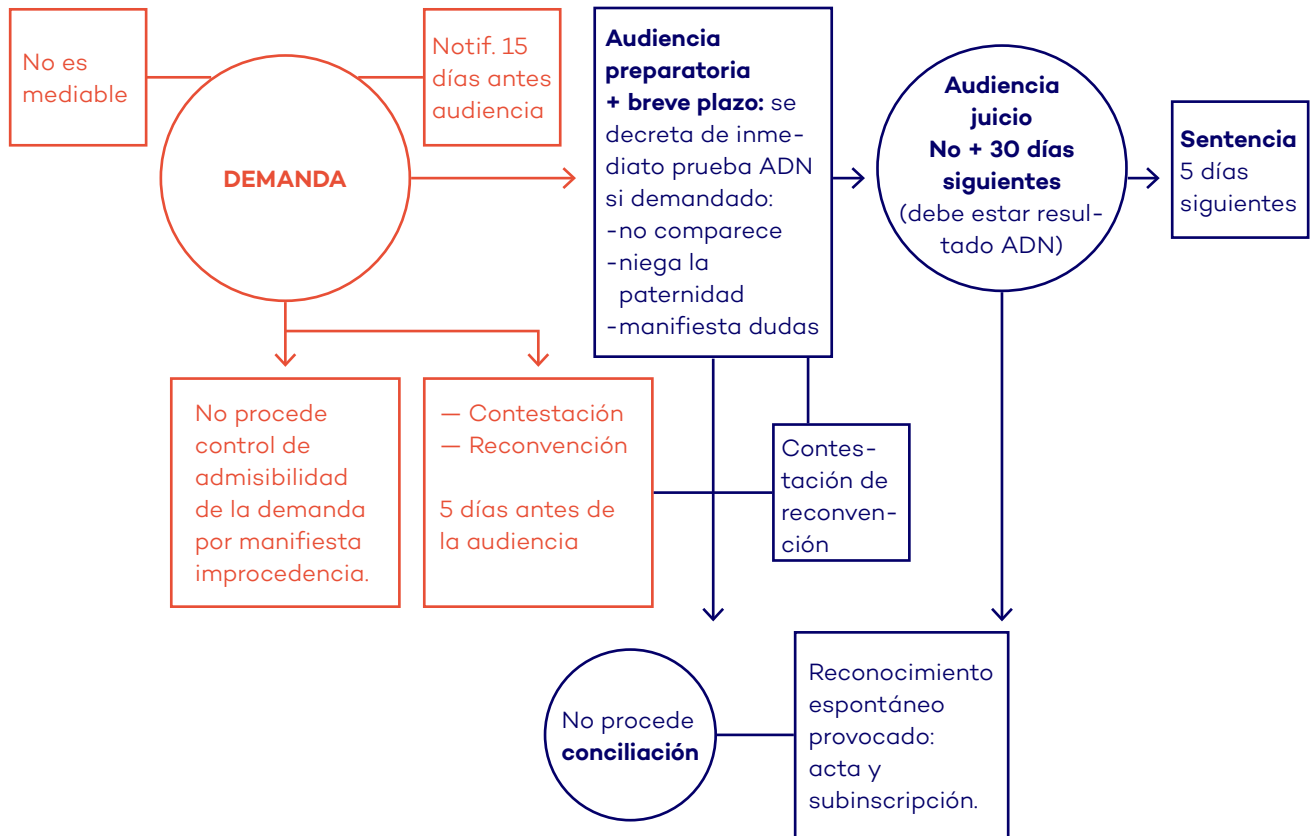 No es
mediable
DEMANDA
Notif. 15
días antes
audiencia
Audiencia
preparatoria
+ breve plazo: se
decreta de inme-
diato prueba ADN
si demandado:
-no comparece
-niega la
paternidad
-manifiesta dudas
Audiencia
juicio
No + 30 días
siguientes
(debe estar resul-
tado ADN)
Sentencia
5 días
siguientes
No procede
control de
admisibilidad
de la demanda
por manifiesta
improcedencia.
— Contestación
— Reconvención
5 días antes de
la audiencia
Contes-
tación de
reconven-
ción
No procede
conciliación
Reconocimiento
espontáneo
provocado:
acta y
subinscripción.